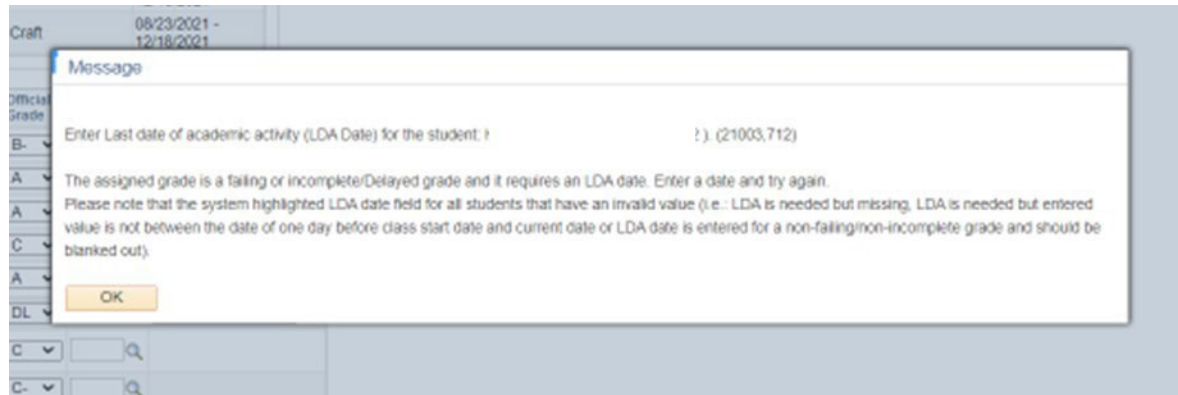 Craft
08/23/2021 -
12/18/2021
Message
Official
Grade
Enter Last date of academic activity (LDA Date) for the student: ). (21003,712)
B-
The assigned grade is a failing or incomplete/Delayed grade and it requires an LDA date. Enter a date and try again.
A
Please note that the system highlighted LDA date field for all students that have an invalid value (i.e.: LDA is needed but missing, LDA is needed but entered
A
value is not between the date of one day before class start date and current date or LDA date is entered for a non-failing/non-incomplete grade and should be
C
blanked out).
A
OK
DL
C
C-